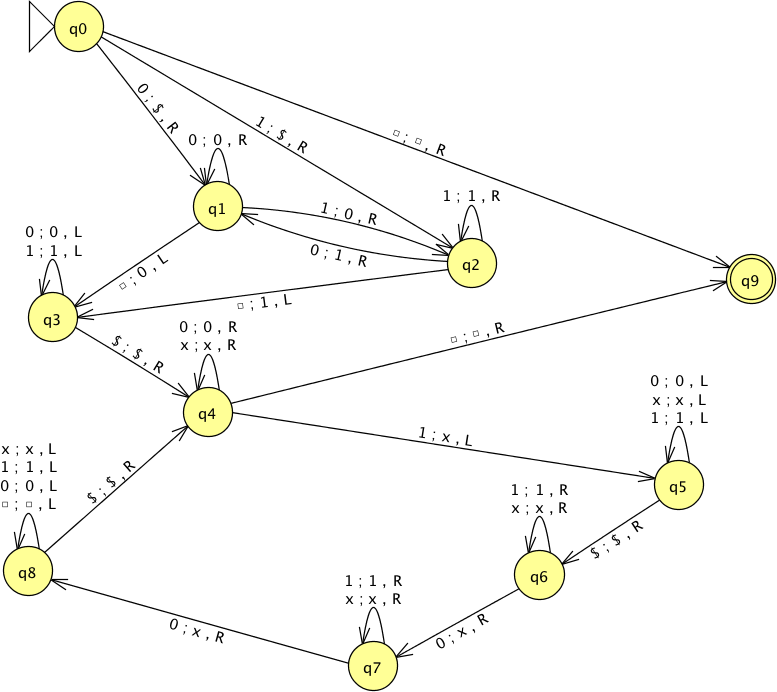 q0
0 ; $ , R
1 ; $ , R
□ ; □ , R
0 ; 0 , R
q1
1 ; 0 , R
0 ; 1 , R
1 ; 1 , R
q2
q9
0 ; 0 , L
1 ; 1 , L
□ ; 0 , L
□ ; 1 , L
q3
$ ; $ , R
0 ; 0 , R
x ; x , R
□ ; □ , R
q4
1 ; x , L
0 ; 0 , L
x ; x , L
1 ; 1 , L
q5
x ; x , L
1 ; 1 , L
0 ; 0 , L
□ ; □ , L
$ ; $ , R
q8
1 ; 1 , R
x ; x , R
$ ; $ , R
q6
1 ; 1 , R
x ; x , R
0 ; x , R
0 ; x , R
q7